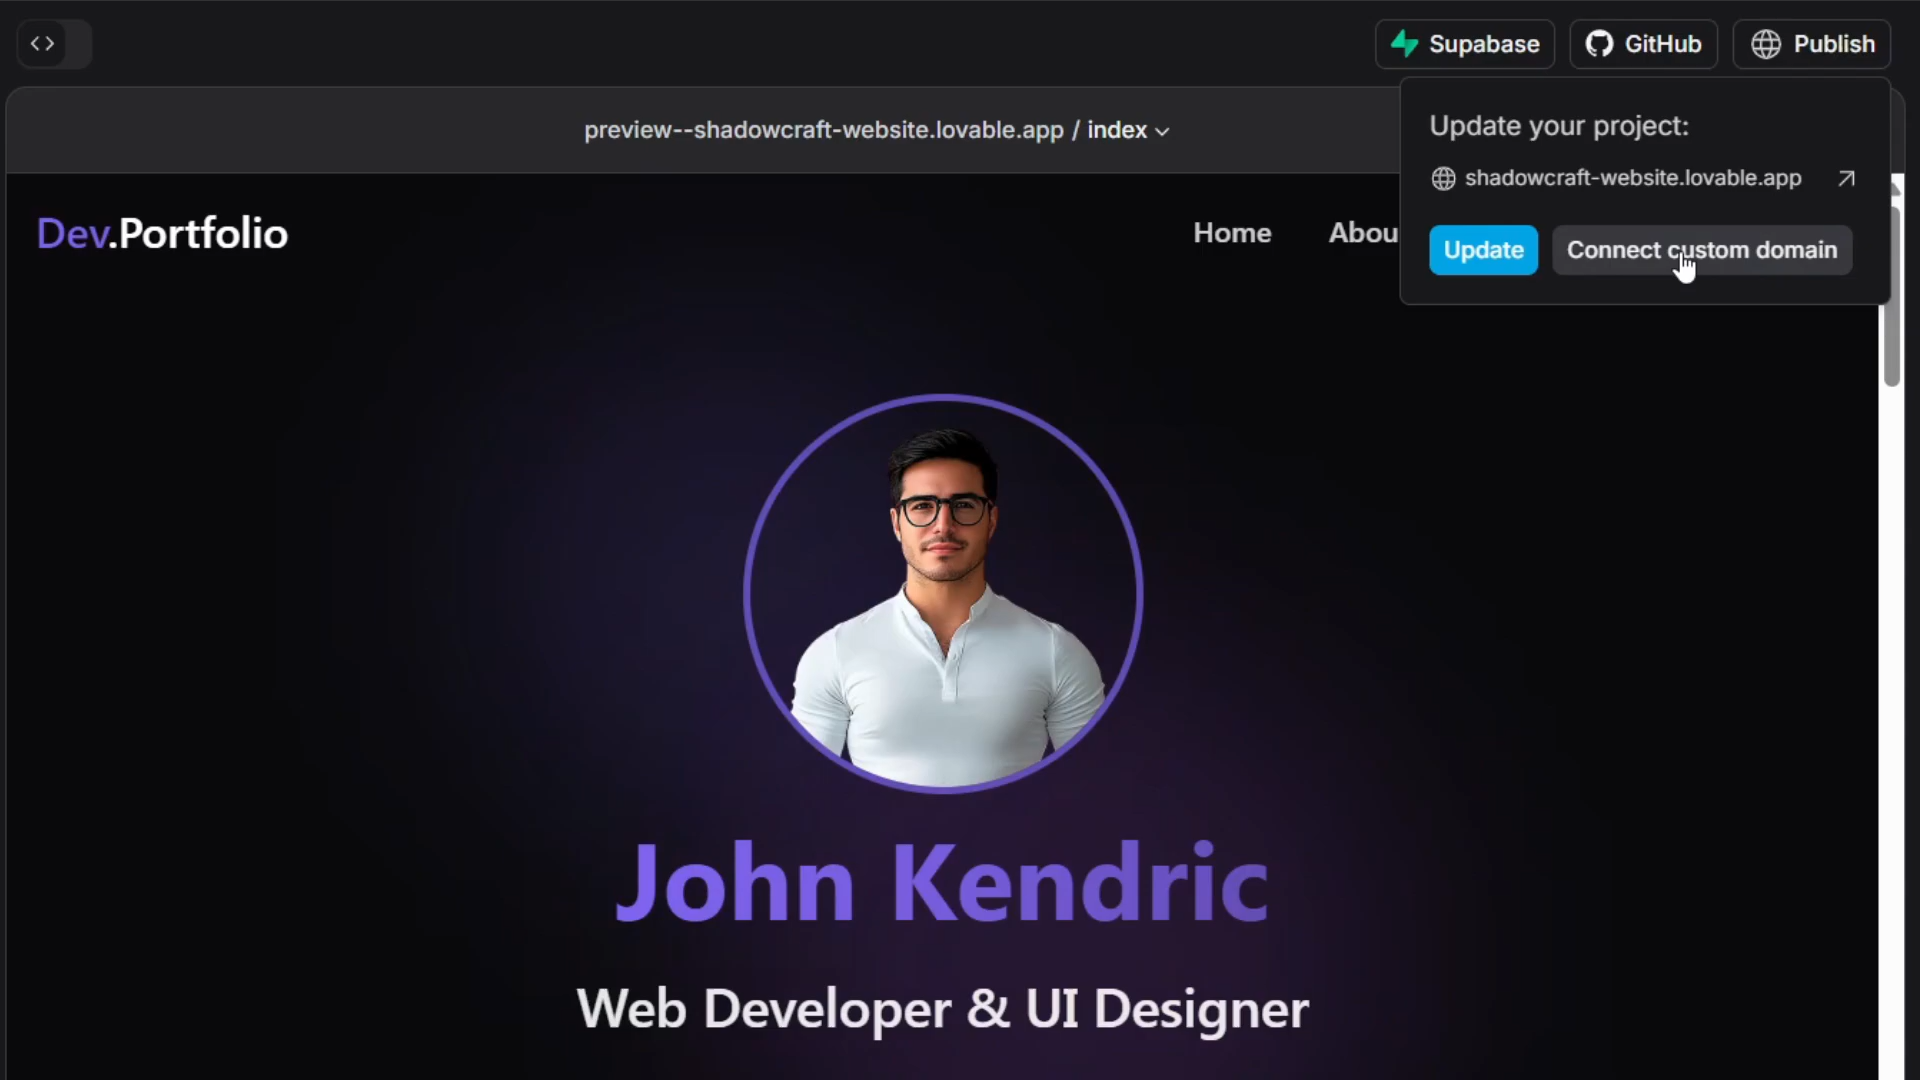 Supabase
GitHub
Publish
preview--shadowcraft-website.lovable.app / index
Update your project:
shadowcraft-website.lovable.app
Update
Connect custom domain
Dev.Portfolio
Home
Abou
John Kendric
Web Developer & UI Designer